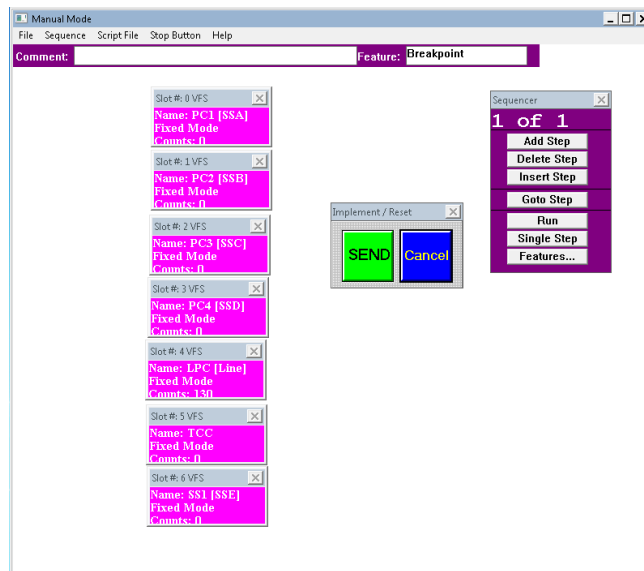 Manual Mode
File Sequence Script File Stop Button Help
Comment: Feature: Breakpoint
Slot #: 0 VFS
Name: PC1 [SSA]
Fixed Mode
Counts: 0
Slot #: 1 VFS
Name: PC2 [SSB]
Fixed Mode
Counts: 0
Slot #: 2 VFS
Name: PC3 [SSC]
Fixed Mode
Counts: 0
Slot #: 3 VFS
Name: PC4 [SSD]
Fixed Mode
Counts: 0
Slot #: 4 VFS
Name: LPC [Line]
Fixed Mode
Counts: 130
Slot #: 5 VFS
Name: TCC
Fixed Mode
Counts: 0
Slot #: 6 VFS
Name: SS1 [SSE]
Fixed Mode
Counts: 0
Implement / Reset
SEND Cancel
Sequencer
1 of 1
Add Step
Delete Step
Insert Step
Goto Step
Run
Single Step
Features...